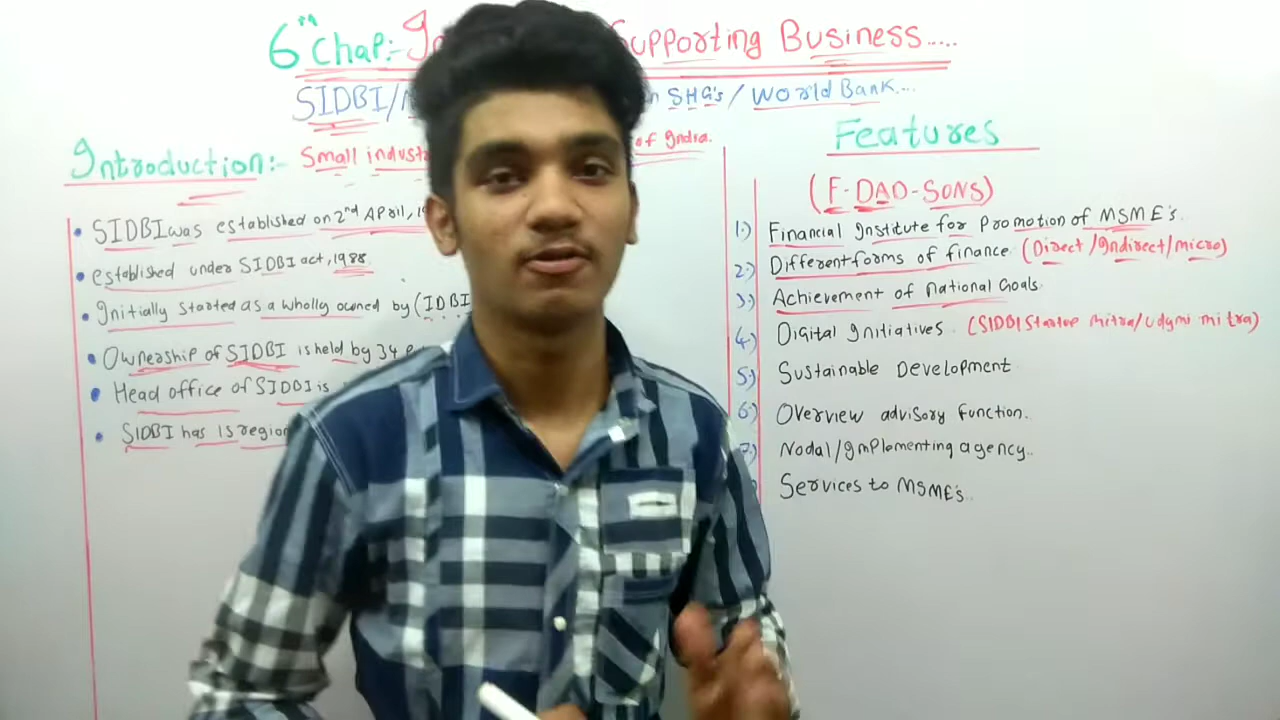 6th Chap:- Supporting Business.....
SIDBI/ SHG's / World Bank...
Introduction:- Small of India.
• SIDBI was established on 2nd April,
• established under SIDBI act, 1988
• Initially started as a wholly owned by (IDBI
• Ownership of SIDBI is held by 34
• Head office of SIDBI is
• SIDBI has 15
Features
(F-DAD-SONS)
1.) Financial Institute for Promotion of MSME's.
2.) Different forms of finance. (Direct/Indirect/micro)
3.) Achievement of national Goals.
4.) Digital Initiatives. (SIDBI Startup mitra/Udymi mitra)
5.) Sustainable Development
6.) Overview advisory function.
7.) Nodal/Implementing agency..
Services to MSME's..